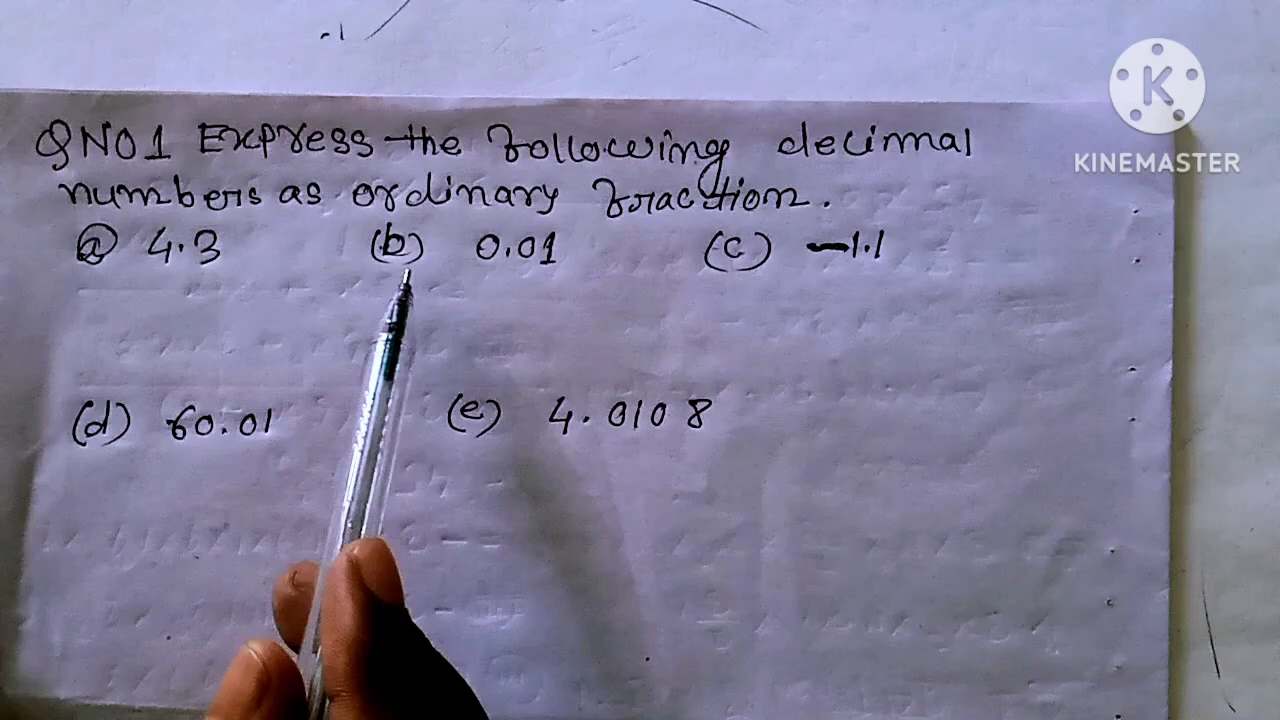 K
KINEMASTER
QNO1 Express the following decimal
numbers as ordinary fraction.
(a) 4.3 (b) 0.01 (c) -1.1
(d) 60.01 (e) 4.0108